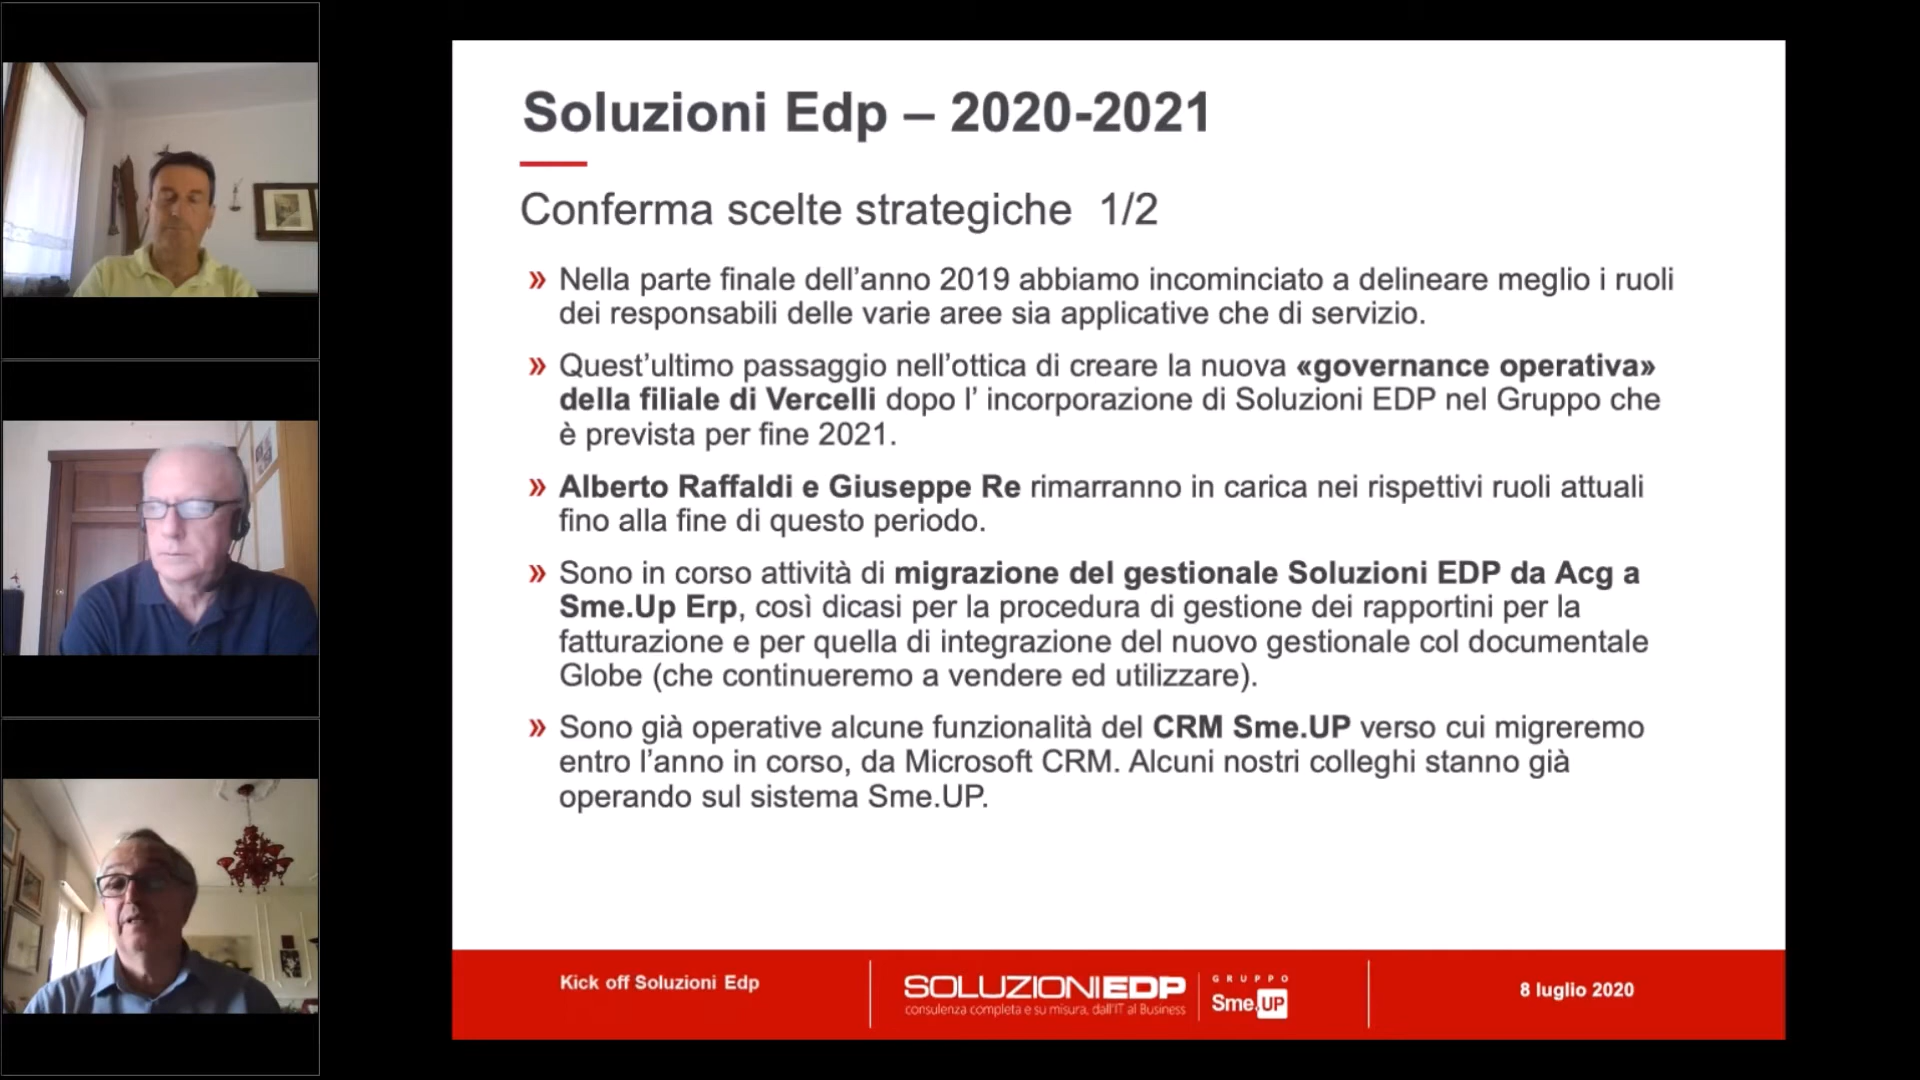 Soluzioni Edp – 2020-2021
Conferma scelte strategiche 1/2
» Nella parte finale dell’anno 2019 abbiamo incominciato a delineare meglio i ruoli
dei responsabili delle varie aree sia applicative che di servizio.
» Quest’ultimo passaggio nell’ottica di creare la nuova «governance operativa»
della filiale di Vercelli dopo l’ incorporazione di Soluzioni EDP nel Gruppo che
è prevista per fine 2021.
» Alberto Raffaldi e Giuseppe Re rimarranno in carica nei rispettivi ruoli attuali
fino alla fine di questo periodo.
» Sono in corso attività di migrazione del gestionale Soluzioni EDP da Acg a
Sme.Up Erp, così dicasi per la procedura di gestione dei rapportini per la
fatturazione e per quella di integrazione del nuovo gestionale col documentale
Globe (che continueremo a vendere ed utilizzare).
» Sono già operative alcune funzionalità del CRM Sme.UP verso cui migreremo
entro l’anno in corso, da Microsoft CRM. Alcuni nostri colleghi stanno già
operando sul sistema Sme.UP.
Kick off Soluzioni Edp
SOLUZIONIEDP
consulenza completa e su misura, dall'IT al Business
GRUPPO
Sme.UP
8 luglio 2020